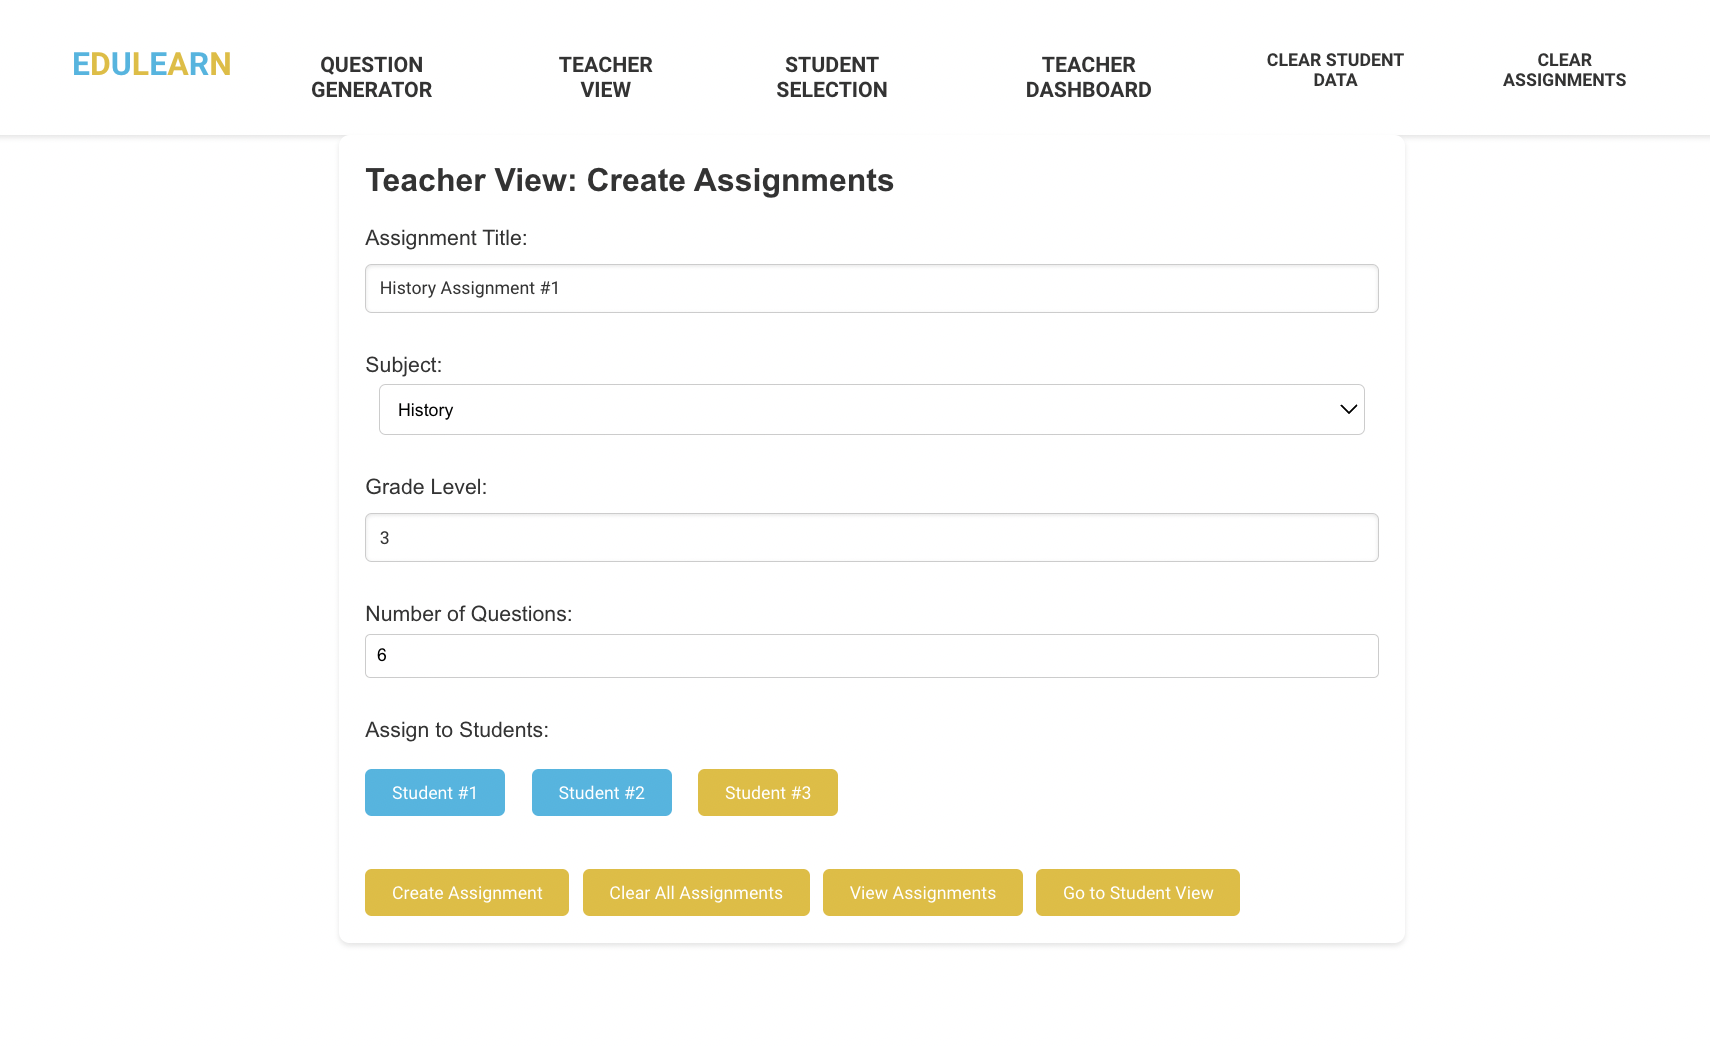 EDULEARN
QUESTION
GENERATOR
TEACHER
VIEW
STUDENT
SELECTION
TEACHER
DASHBOARD
CLEAR STUDENT
DATA
CLEAR
ASSIGNMENTS
Teacher View: Create Assignments
Assignment Title:
History Assignment #1
Subject:
History
Grade Level:
3
Number of Questions:
6
Assign to Students:
Student #1
Student #2
Student #3
Create Assignment
Clear All Assignments
View Assignments
Go to Student View